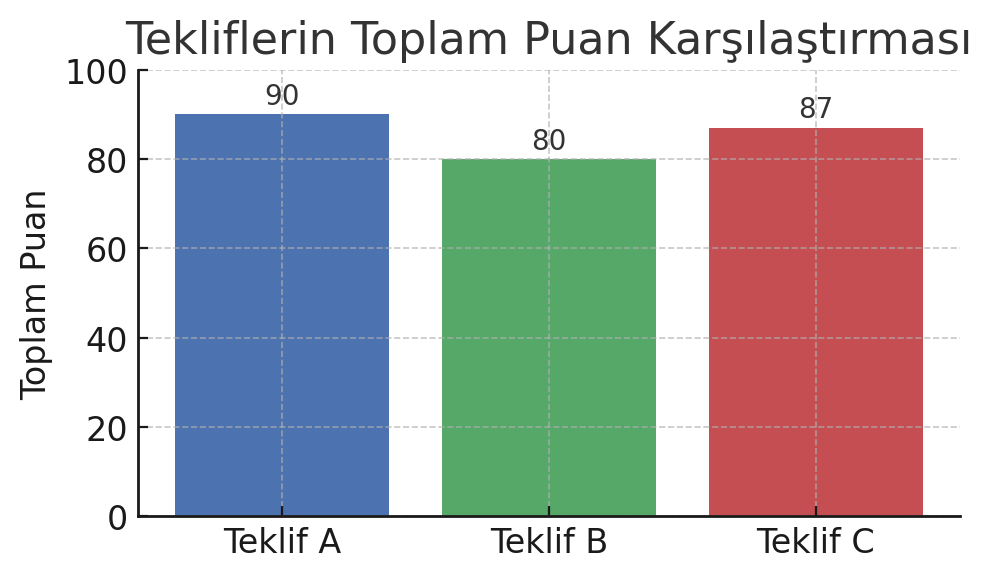 Tekliflerin Toplam Puan Karşılaştırması
Toplam Puan
100
80
60
40
20
0
90
80
87
Teklif A
Teklif B
Teklif C